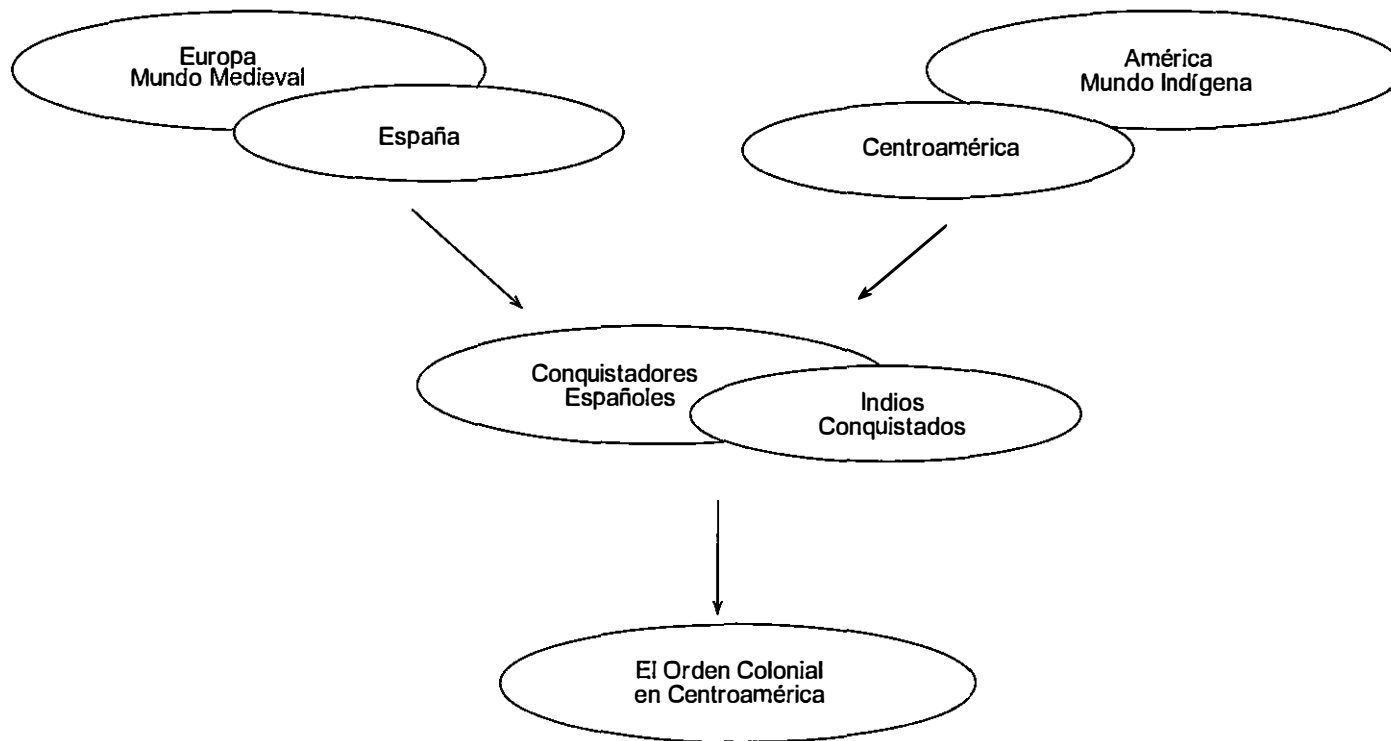 Europa
Mundo Medieval
España
América
Mundo Indígena
Centroamérica
Conquistadores
Españoles
Indios
Conquistados
El Orden Colonial
en Centroamérica